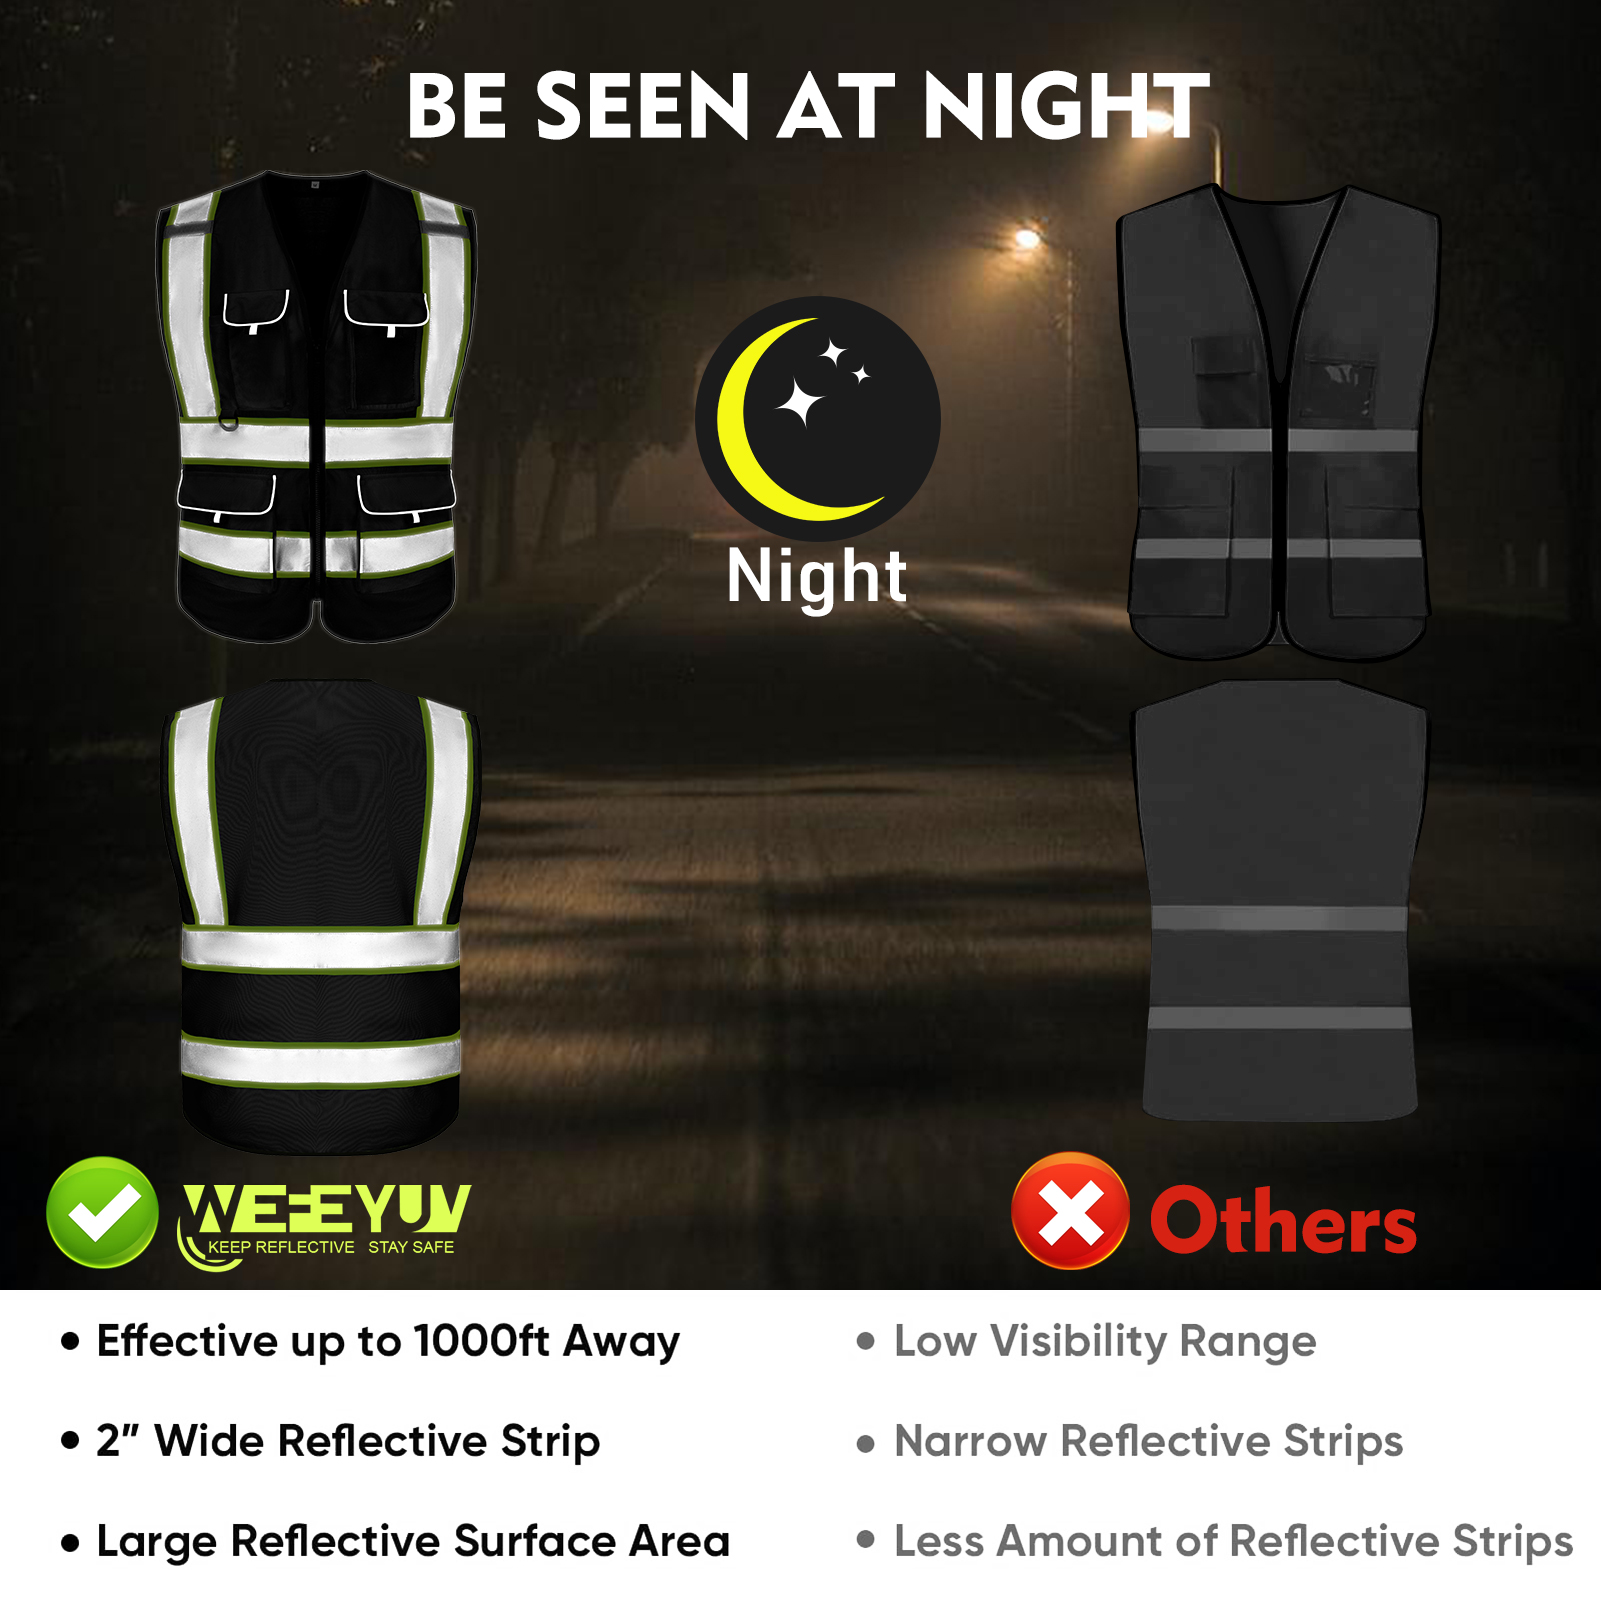 BE SEEN AT NIGHT
Night
WEFEYUV
KEEP REFLECTIVE STAY SAFE
Others
• Effective up to 1000ft Away
• 2” Wide Reflective Strip
• Large Reflective Surface Area
• Low Visibility Range
• Narrow Reflective Strips
• Less Amount of Reflective Strips